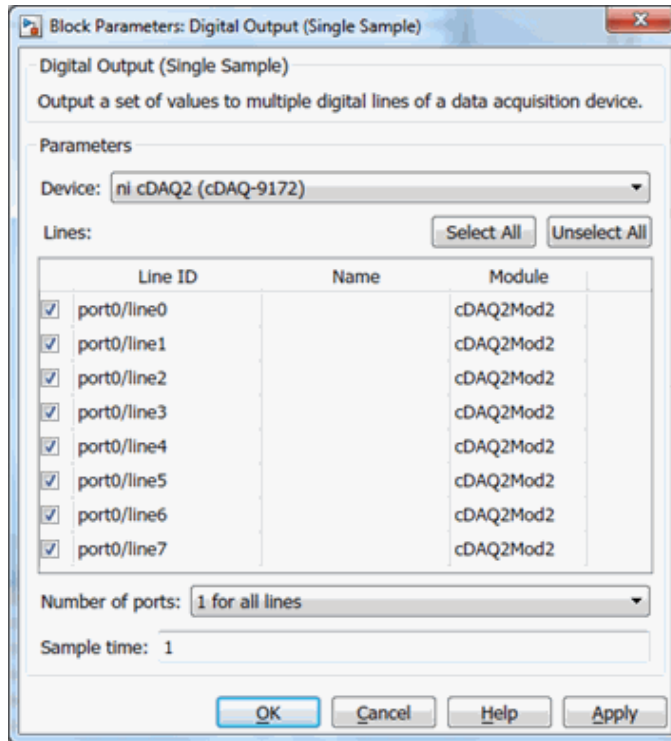 Block Parameters: Digital Output (Single Sample)
Digital Output (Single Sample)
Output a set of values to multiple digital lines of a data acquisition device.
Parameters
Device: ni cDAQ2 (cDAQ-9172)
Lines: Select All Unselect All
Line ID Name Module
port0/line0 cDAQ2Mod2
port0/line1 cDAQ2Mod2
port0/line2 cDAQ2Mod2
port0/line3 cDAQ2Mod2
port0/line4 cDAQ2Mod2
port0/line5 cDAQ2Mod2
port0/line6 cDAQ2Mod2
port0/line7 cDAQ2Mod2
Number of ports: 1 for all lines
Sample time: 1
OK Cancel Help Apply